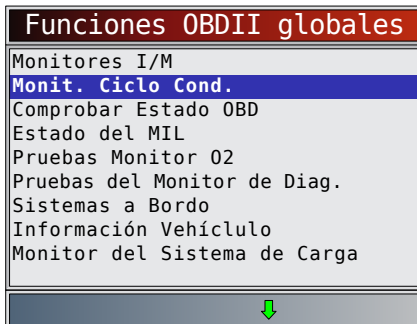 Funciones OBDII globales
Monitores I/M
Monit. Ciclo Cond.
Comprobar Estado OBD
Estado del MIL
Pruebas Monitor O2
Pruebas del Monitor de Diag.
Sistemas a Bordo
Información Vehíclulo
Monitor del Sistema de Carga